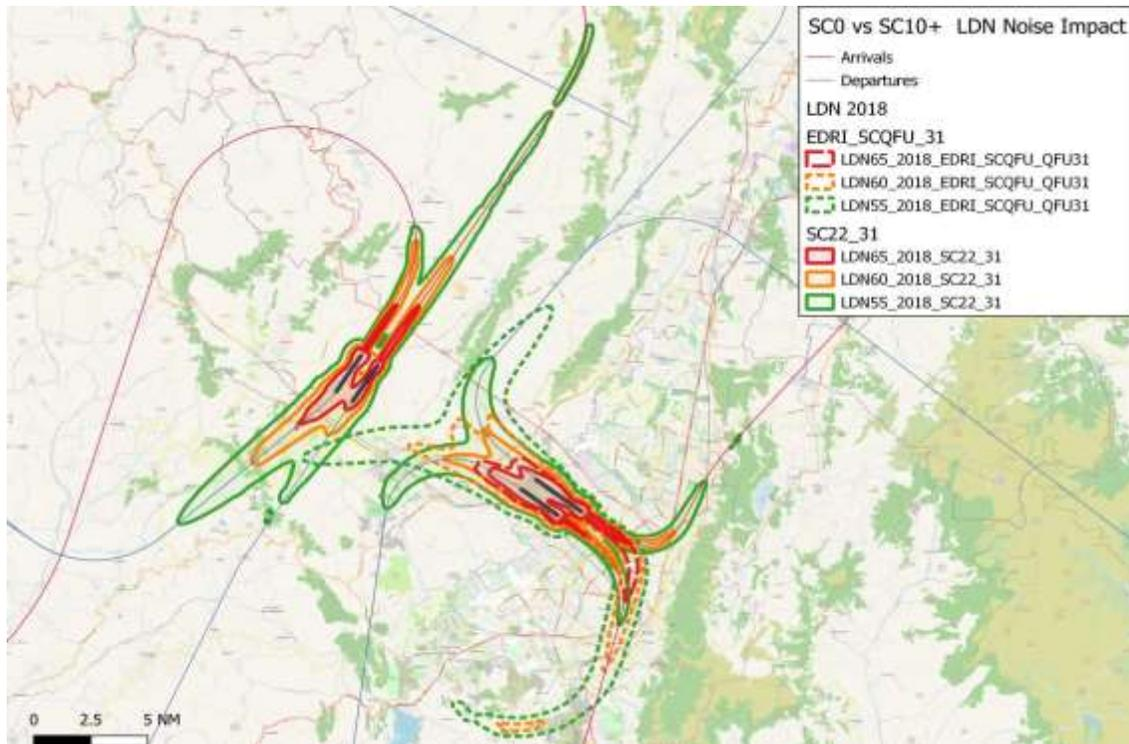 SC0 vs SC10+ LDN Noise Impact
Arrivals
Departures
LDN 2018
EDRI_SCQFU_31
LDN65_2018_EDRI_SCQFU_QFU31
LDN60_2018_EDRI_SCQFU_QFU31
LDN55_2018_EDRI_SCQFU_QFU31
SC22_31
LDN65_2018_SC22_31
LDN60_2018_SC22_31
LDN55_2018_SC22_31
0 2.5 5 NM